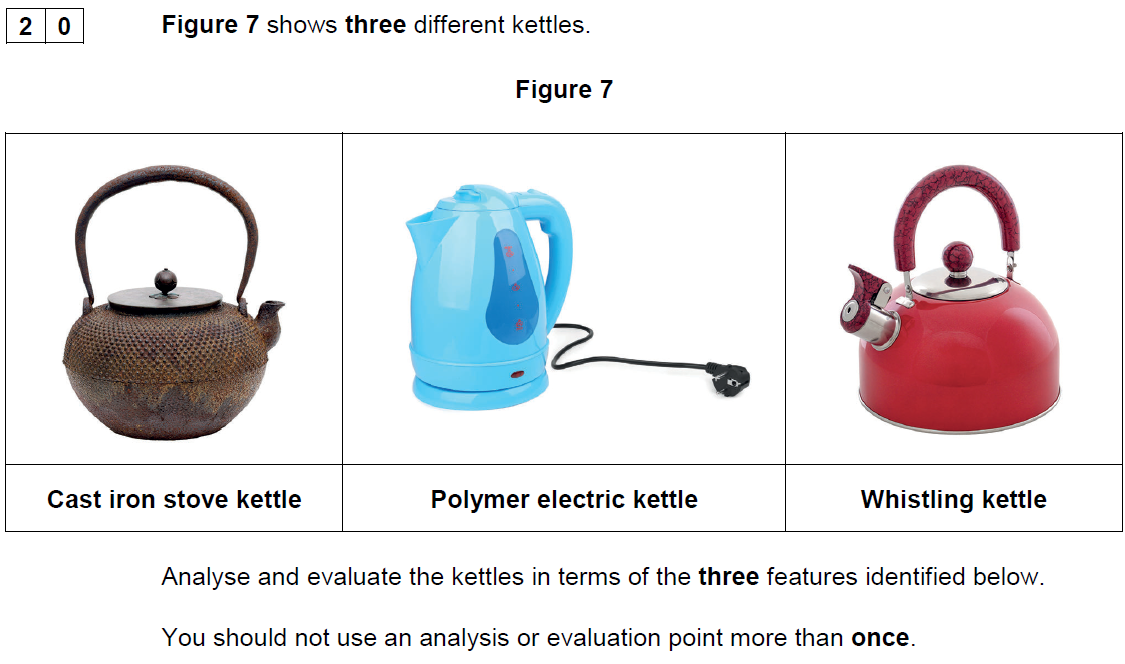 2 0 Figure 7 shows three different kettles.
Figure 7
Cast iron stove kettle Polymer electric kettle Whistling kettle
Analyse and evaluate the kettles in terms of the three features identified below.
You should not use an analysis or evaluation point more than once.